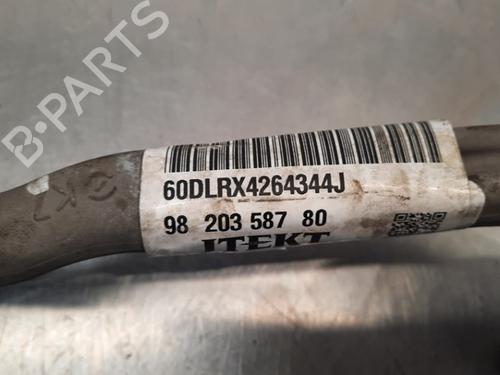 B-PARTS
60DLRX4264344J
98 203 587 80
JTEKT